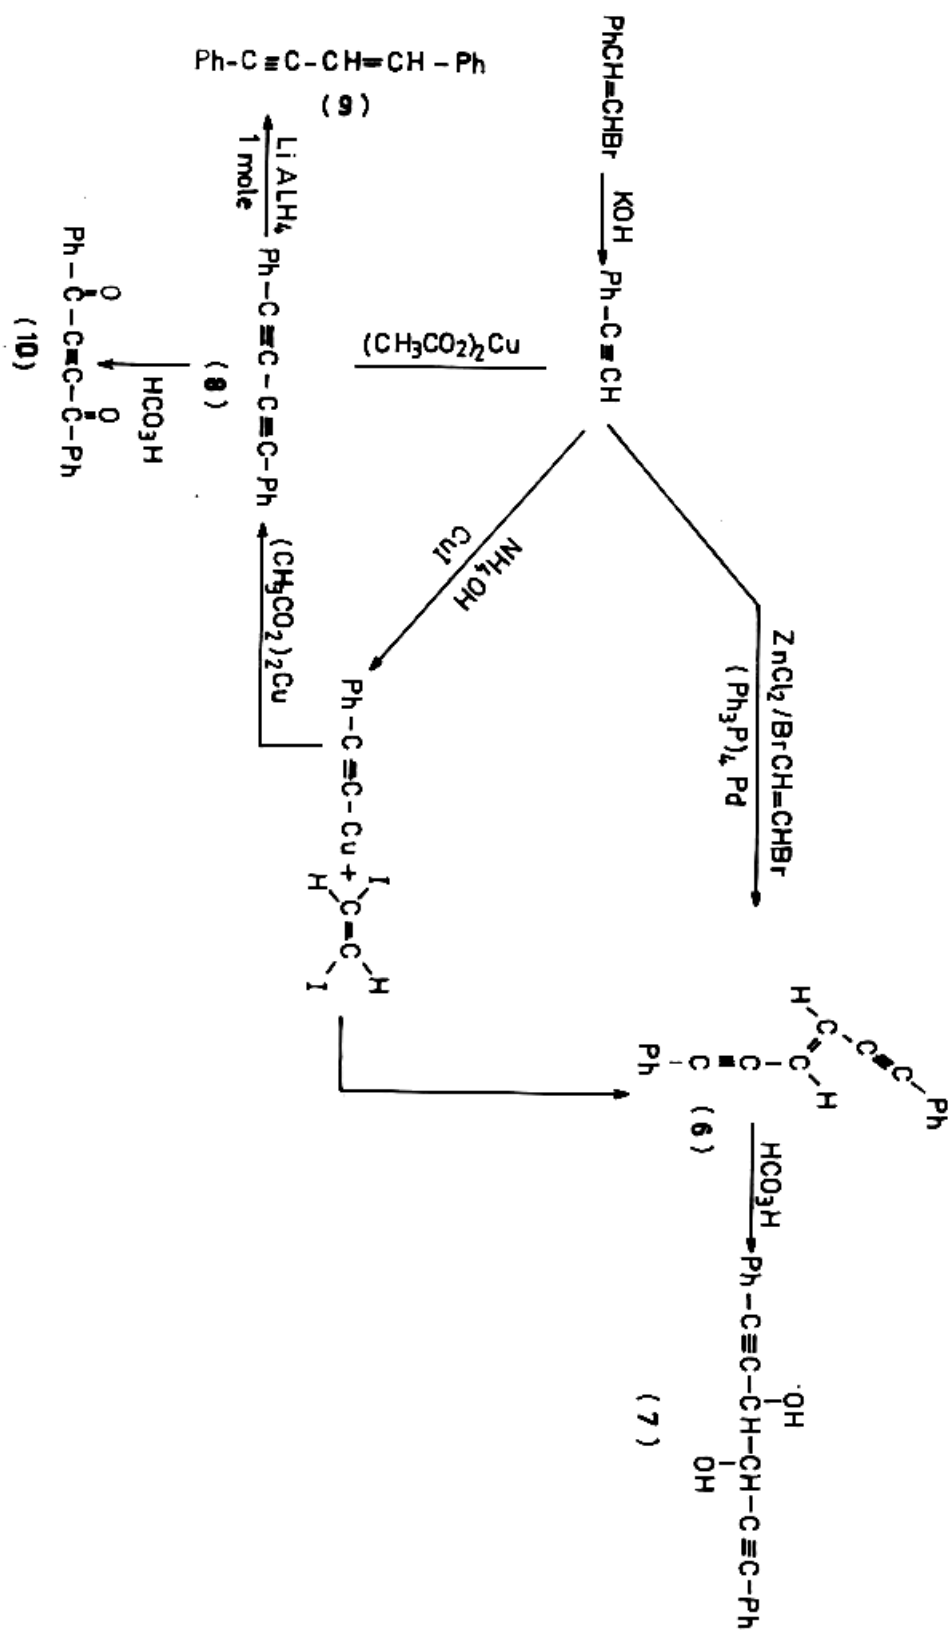 PhCH=CHBr
KOH
Ph-C≡CH
ZnCl2/BrCH=CHBr
(Ph3P)4 Pd
H
C
C≡C
Ph
Ph-C≡C-C
H
(6)
HCO3H
OH
Ph-C≡C-CH-CH-C≡C-Ph
OH
(7)
(CH3CO2)2Cu
NH4OH
CuI
Ph-C≡C-Cu+
I
H
C=C
H
I
(CH3CO2)2Cu
Ph-C≡C-C≡C-Ph
(8)
LiALH4
1 mole
Ph-C≡C-CH=CH-Ph
(9)
HCO3H
O O
Ph-C-C≡C-C-Ph
(10)